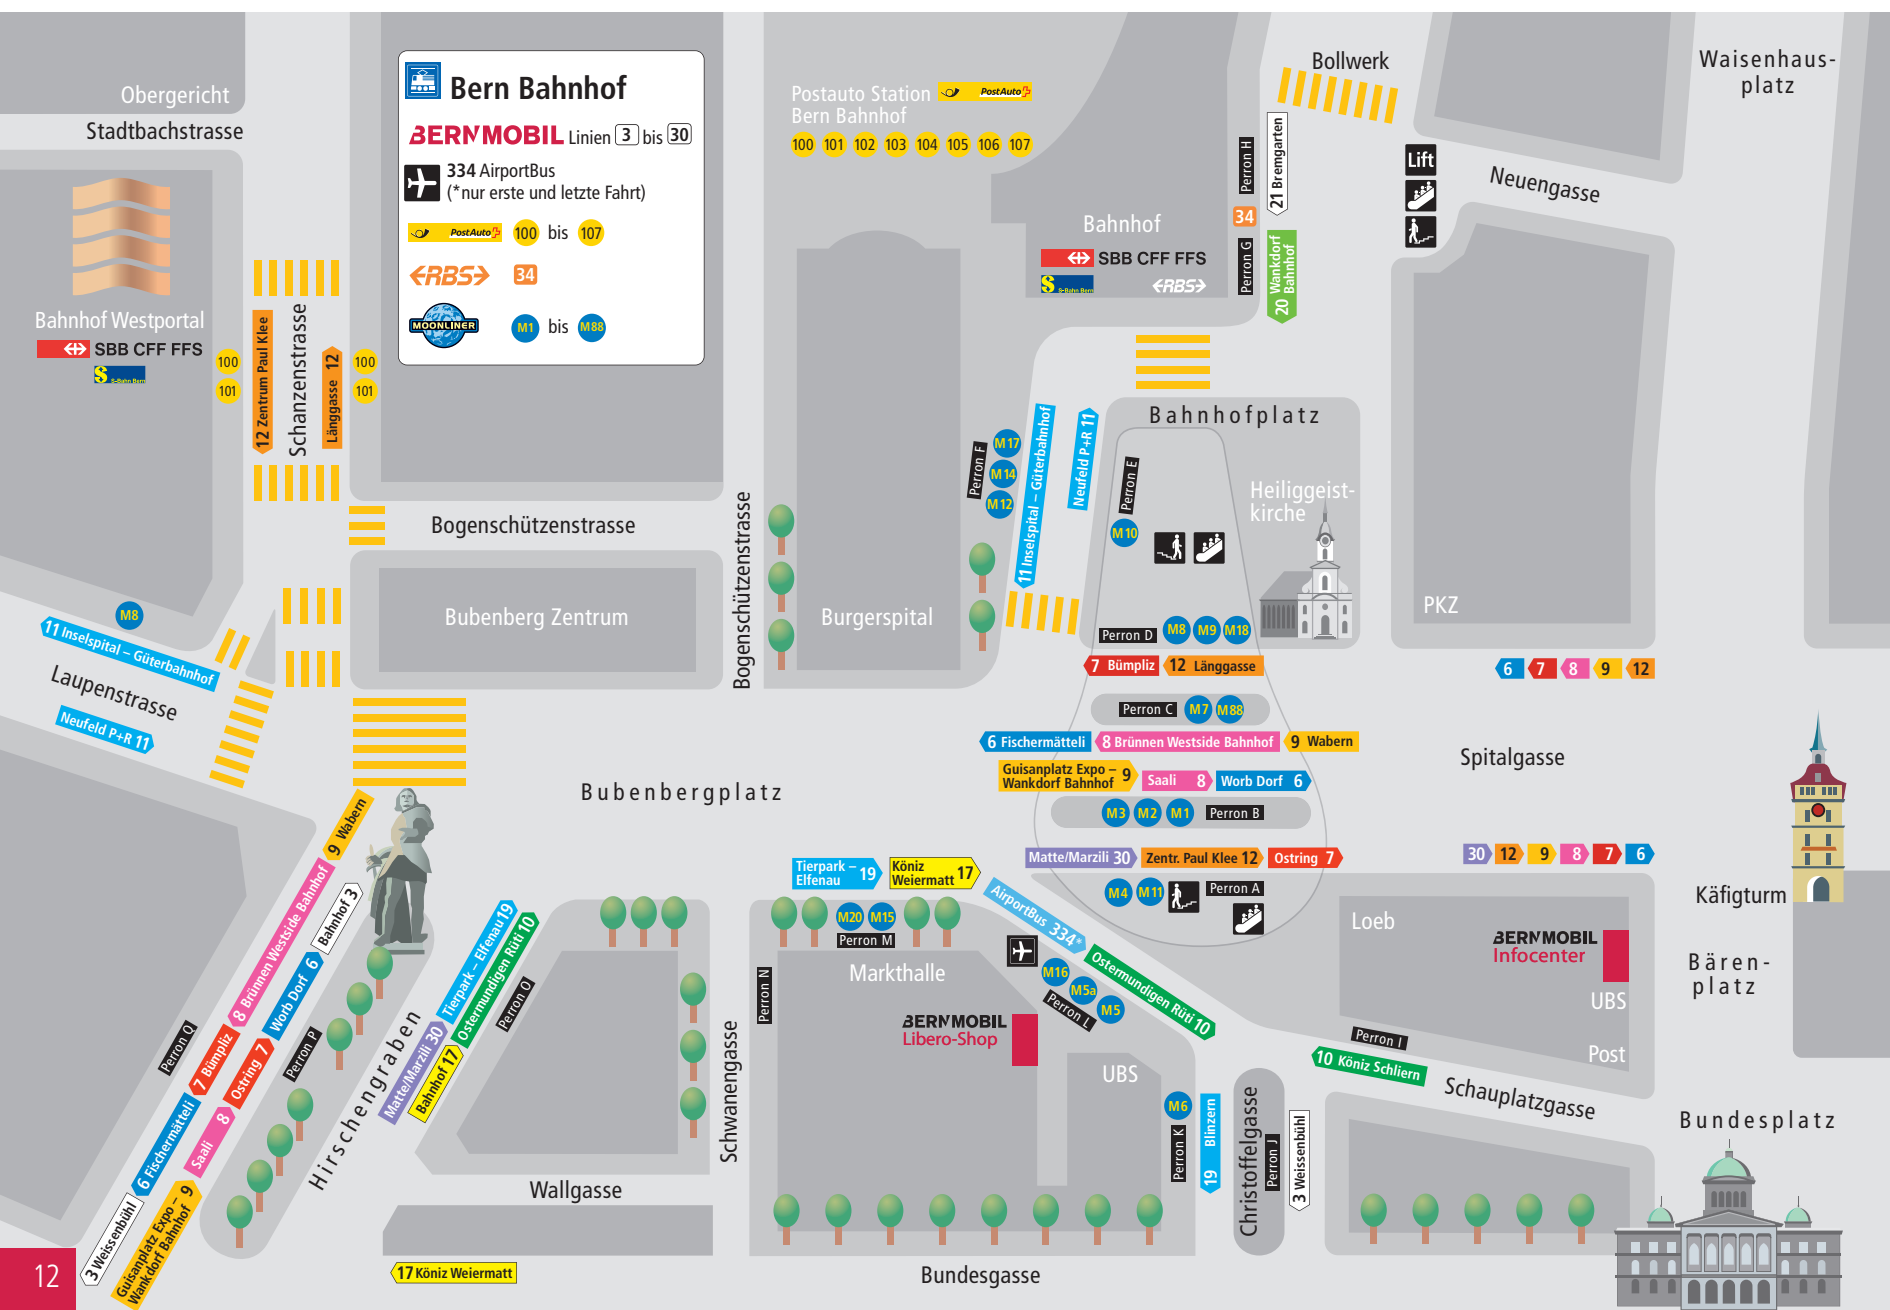 Bern Bahnhof
BERNMOBIL Linien 3 bis 30
334 AirportBus
(*nur erste und letzte Fahrt)
PostAuto 100 bis 107
RBS 34
MOONLINER M1 bis M88
Obergericht
Stadtbachstrasse
Bahnhof Westportal
SBB CFF FFS
S S-Bahn Bern
100
101
12 Zentrum Paul Klee
Schanzenstrasse
Länggasse 12
100
101
Postauto Station PostAuto
Bern Bahnhof
100 101 102 103 104 105 106 107
Bollwerk
Waisenhaus-
platz
Perron H
21 Bremgarten
34
Perron G
20 Wankdorf
Bahnhof
Lift
Neuengasse
Bahnhof
SBB CFF FFS
S S-Bahn Bern
RBS
Bahnhofplatz
Perron F
M17
M14
M12
11 Inselspital – Güterbahnhof
Neufeld P+R 11
Perron E
M10
Heiliggeist-
kirche
Bogenschützenstrasse
Bogenschützenstrasse
Bubenberg Zentrum
Burgerspital
PKZ
M8
11 Inselspital – Güterbahnhof
Laupenstrasse
Neufeld P+R 11
Perron D M8 M9 M18
7 Bümpliz
12 Länggasse
6 7 8 9 12
Perron C M7 M88
6 Fischermätteli
8 Brünnen Westside Bahnhof
9 Wabern
Spitalgasse
Guisanplatz Expo –
Wankdorf Bahnhof 9
Saali 8
Worb Dorf 6
Bubenbergplatz
M3 M2 M1 Perron B
Matte/Marzili 30
Zentr. Paul Klee 12
Ostring 7
30 12 9 8 7 6
M4 M11 Perron A
Käfigturm
Tierpark –
Elfenau 19
Köniz
Weiermatt 17
M20 M15
Perron M
AirportBus 334*
Ostermundigen Rüti 10
M16
M5a
M5
Perron L
Loeb
BERNMOBIL
Infocenter
UBS
Post
Bären-
platz
Markthalle
Perron N
BERNMOBIL
Libero-Shop
UBS
Perron I
10 Köniz Schliern
Schauplatzgasse
9 Wabern
8 Brünnen Westside Bahnhof
7 Bümpliz
6 Fischermätteli
3 Weissenbühl
Perron Q
Bahnhof 3
Worb Dorf 6
Ostring 7
Saali 8
Guisanplatz Expo –
Wankdorf Bahnhof 9
Perron P
Hirschengraben
Tierpark – Elfenau 19
Ostermundigen Rüti 10
Matte/Marzili 30
Bahnhof 17
Perron O
Schwanengasse
M6
Perron K
19 Blinzern
Christoffelgasse
Perron J
3 Weissenbühl
Bundesplatz
Wallgasse
17 Köniz Weiermatt
Bundesgasse
12